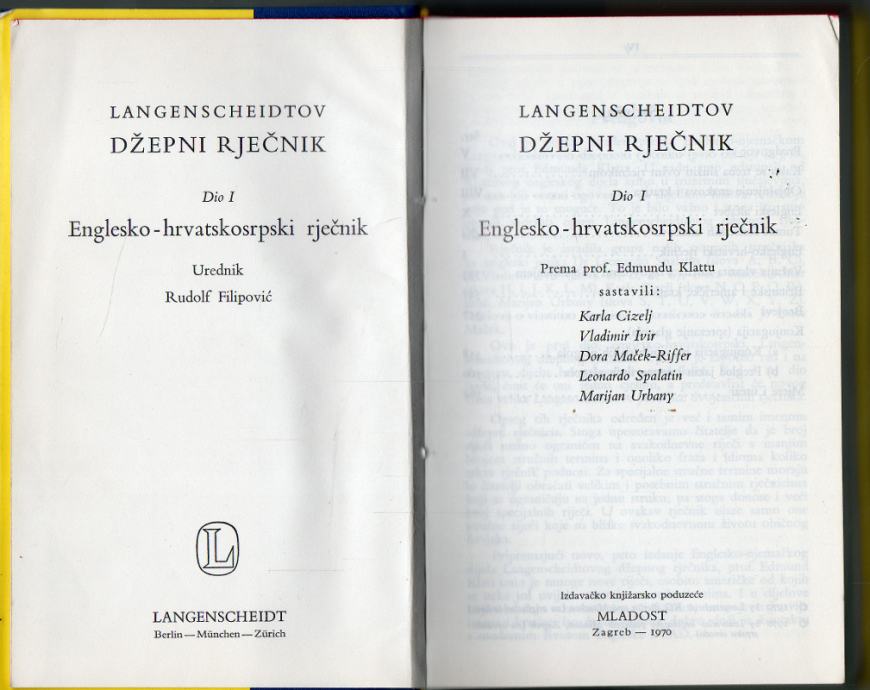 LANGENSCHEIDTOV
DŽEPNI RJEČNIK
Dio I
Englesko-hrvatskosrpski rječnik
Urednik
Rudolf Filipović
L
LANGENSCHEIDT
Berlin—München—Zürich
LANGENSCHEIDTOV
DŽEPNI RJEČNIK
Dio I
Englesko-hrvatskosrpski rječnik
Prema prof. Edmundu Klattu
sastavili:
Karla Cizelj
Vladimir Ivir
Dora Maček-Riffer
Leonardo Spalatin
Marijan Urbany
Izdavačko knjižarsko poduzeće
MLADOST
Zagreb — 1970